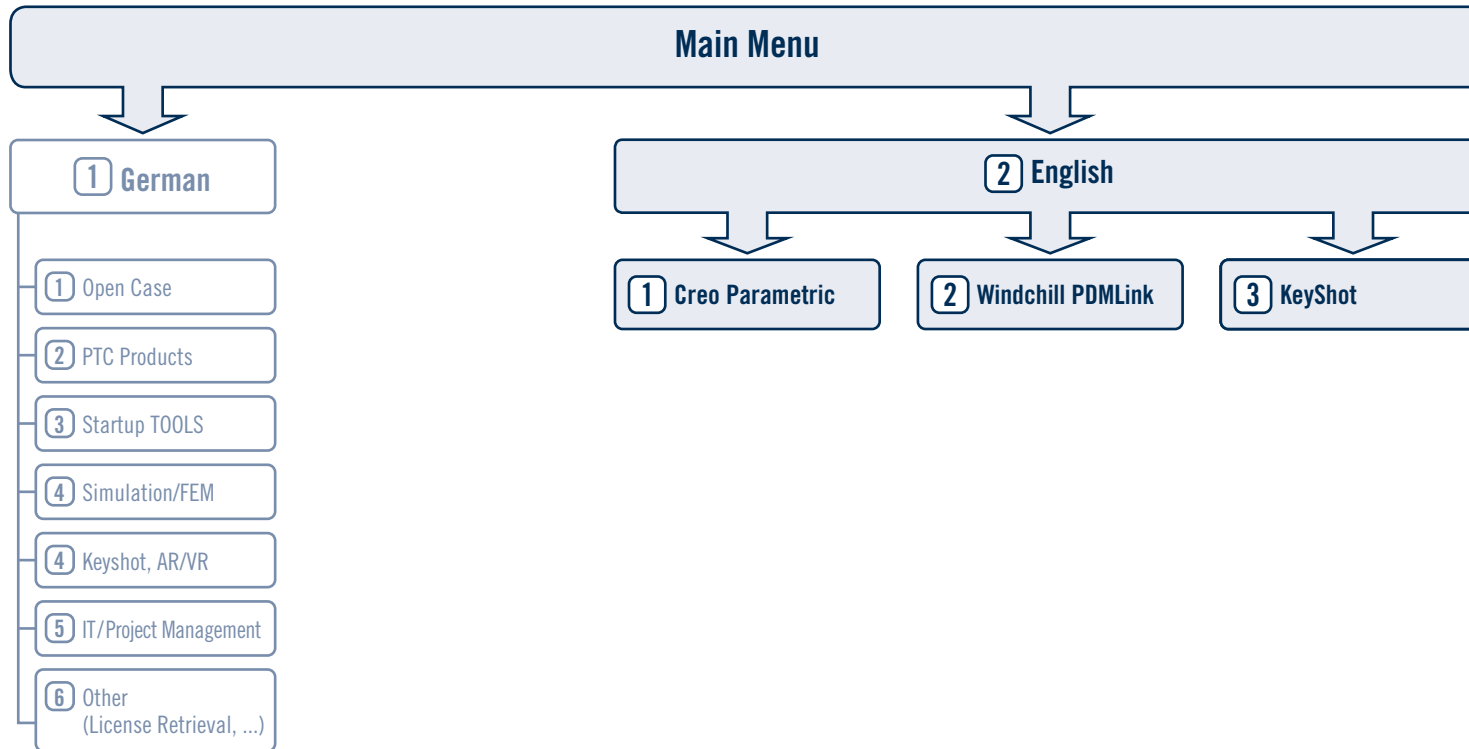 Main Menu
1 German
2 English
1 Open Case
2 PTC Products
3 Startup TOOLS
4 Simulation/FEM
4 Keyshot, AR/VR
5 IT/Project Management
6 Other
(License Retrieval, ...)
1 Creo Parametric
2 Windchill PDMLink
3 KeyShot